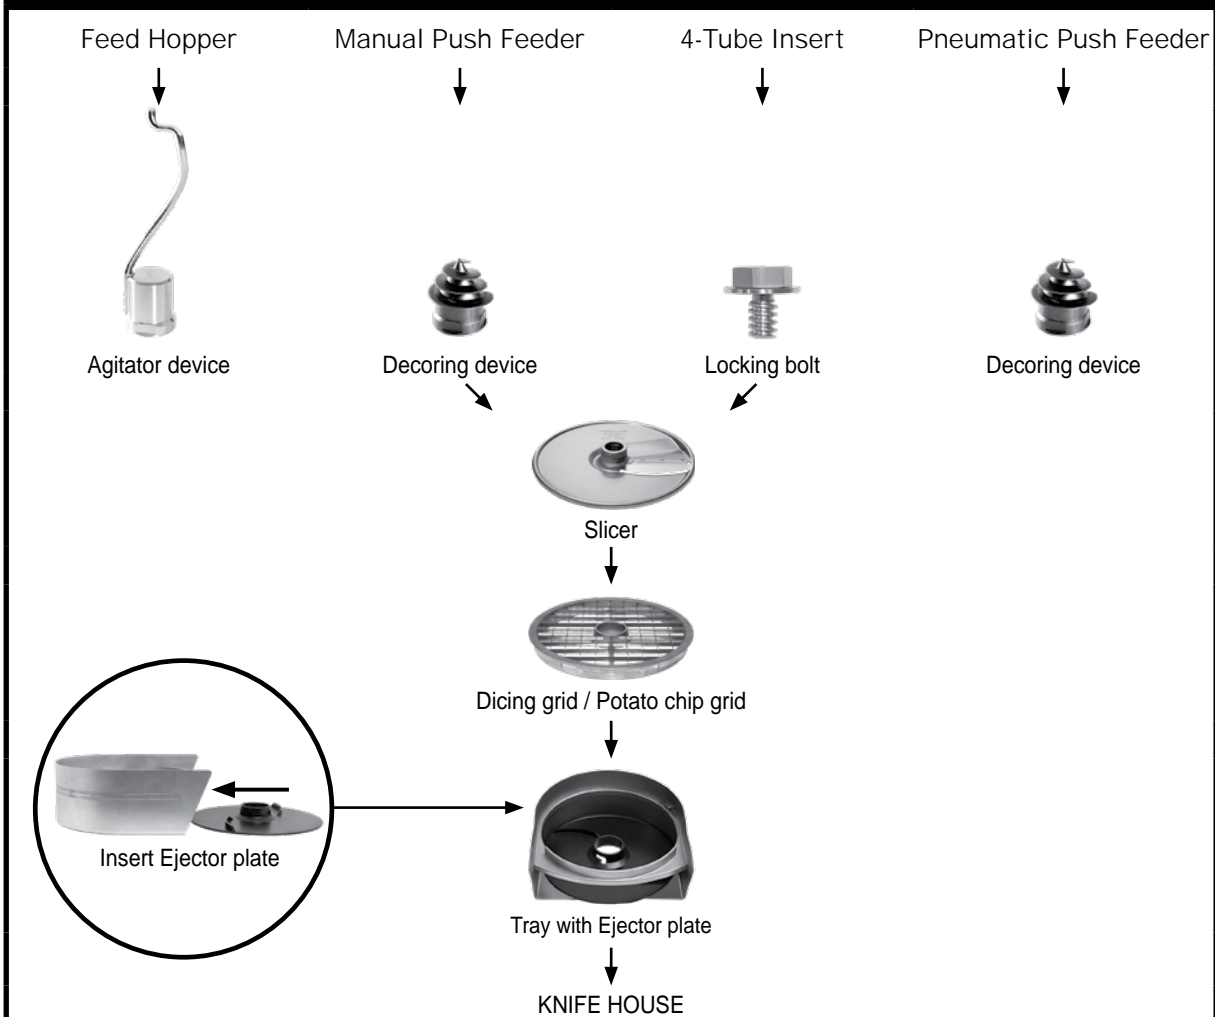 Feed Hopper
Manual Push Feeder
4-Tube Insert
Pneumatic Push Feeder
Agitator device
Decoring device
Locking bolt
Decoring device
Slicer
Dicing grid / Potato chip grid
Insert Ejector plate
Tray with Ejector plate
KNIFE HOUSE